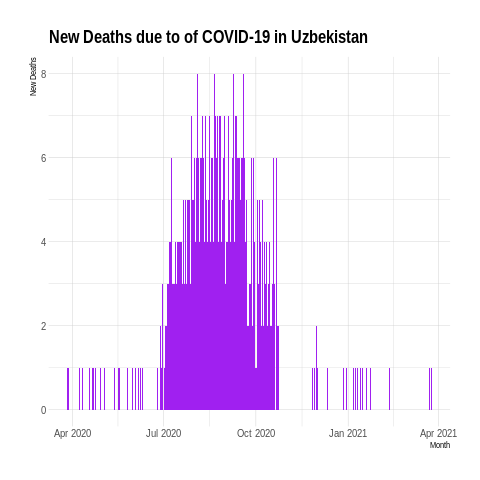 New Deaths due to of COVID-19 in Uzbekistan
New Deaths
8
6
4
2
0
Apr 2020 Jul 2020 Oct 2020 Jan 2021 Apr 2021
Month